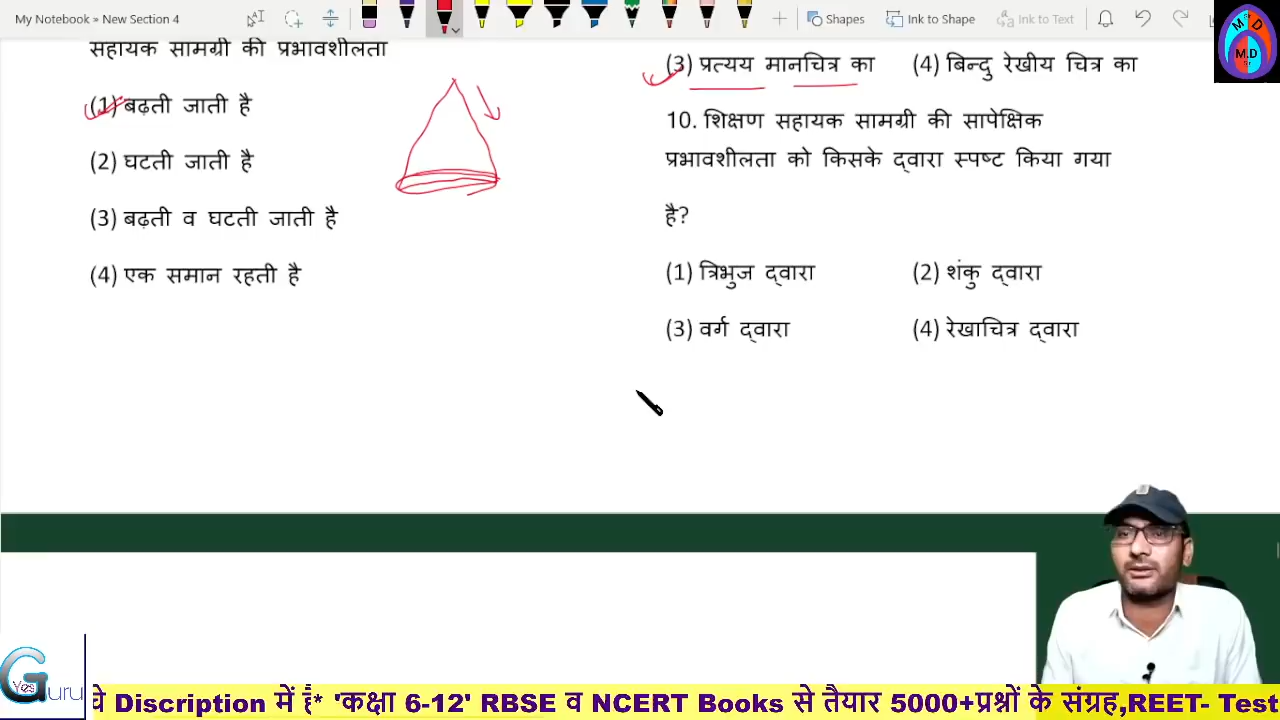 My Notebook » New Section 4
Shapes
Ink to Shape
Ink to Text
M D
M.D
सहायक सामग्री की प्रभावशीलता
(1) बढ़ती जाती है
(2) घटती जाती है
(3) बढ़ती व घटती जाती है
(4) एक समान रहती है
(3) प्रत्यय मानचित्र का (4) बिन्दु रेखीय चित्र का
10. शिक्षण सहायक सामग्री की सापेक्षिक
प्रभावशीलता को किसके द्वारा स्पष्ट किया गया
है?
(1) त्रिभुज द्वारा (2) शंकु द्वारा
(3) वर्ग द्वारा (4) रेखाचित्र द्वारा
Yes
Guru
Discription में है* 'कक्षा 6-12' RBSE व NCERT Books से तैयार 5000+प्रश्नों के संग्रह,REET- Test